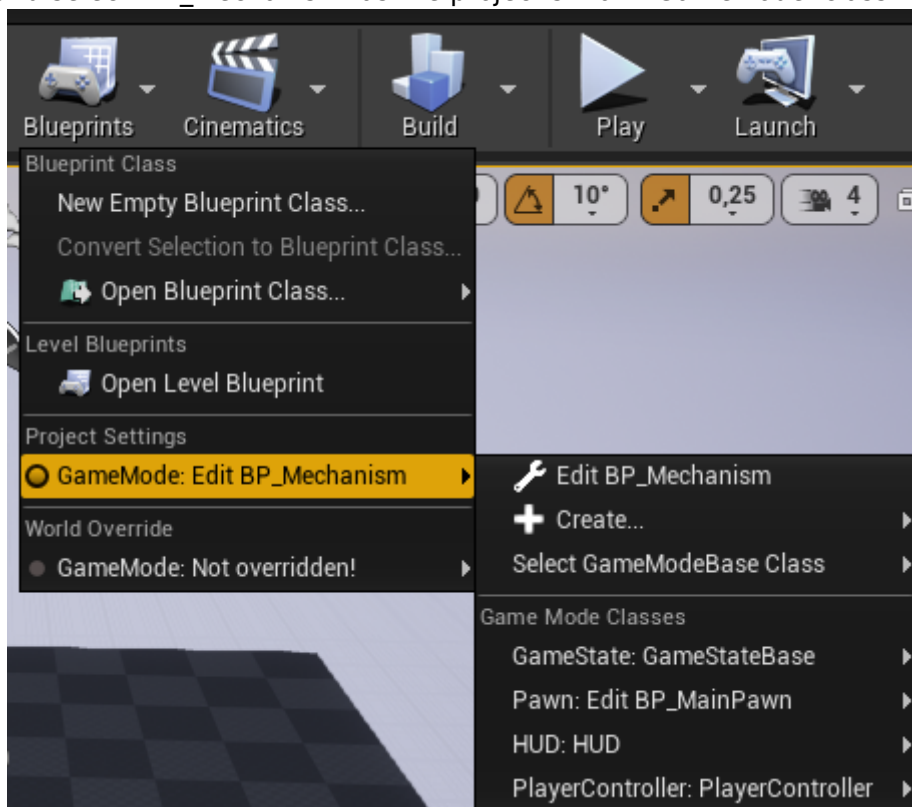 Blueprints Cinematics Build Play Launch
Blueprint Class
10° 0,25 4
New Empty Blueprint Class...
Convert Selection to Blueprint Class...
Open Blueprint Class...
Level Blueprints
Open Level Blueprint
Project Settings
GameMode: Edit BP_Mechanism
Edit BP_Mechanism
Create...
World Override
GameMode: Not overridden!
Select GameModeBase Class
Game Mode Classes
GameState: GameStateBase
Pawn: Edit BP_MainPawn
HUD: HUD
PlayerController: PlayerController